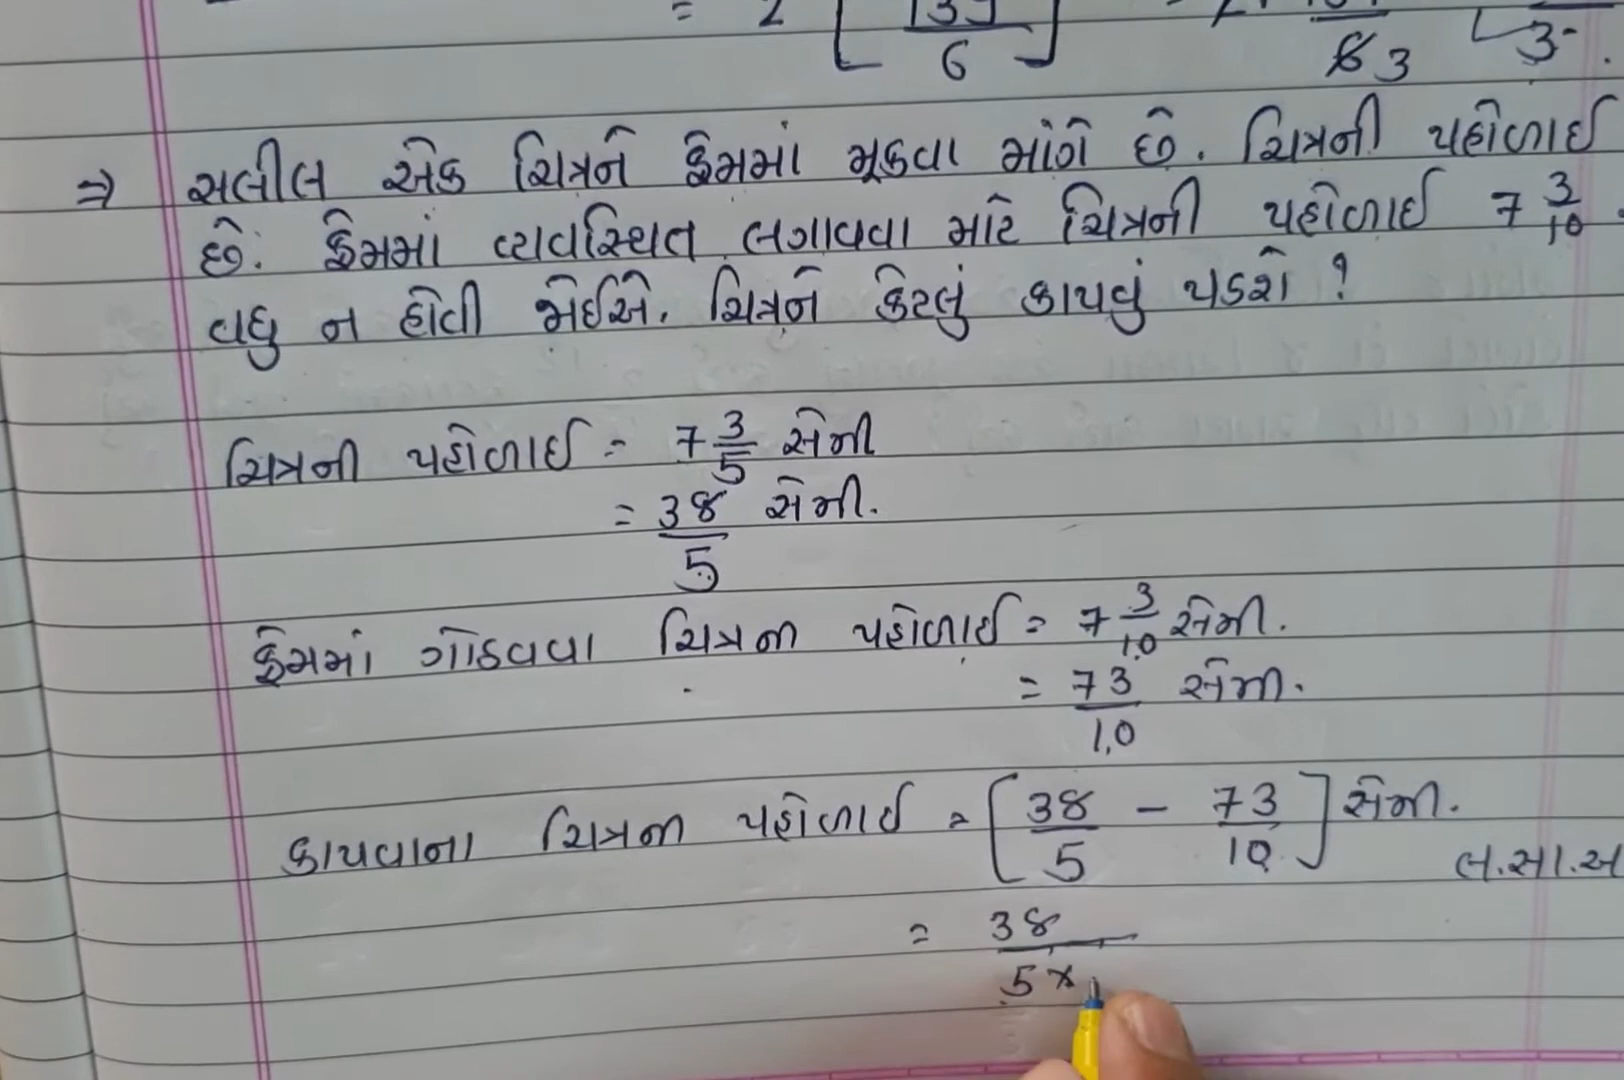 = 2 [ 135/6 ] 6 3 3
⇒ સલીલ એક ચિત્રને ફ્રેમમાં મૂકવા માંગે છે. ચિત્રની પહોળાઈ
છે. ફ્રેમમાં વ્યવસ્થિત લગાવવા માટે ચિત્રની પહોળાઈ 7 3/10
વધુ ન હોવી જોઈએ. ચિત્રને કેટલું કાપવું પડશે ?
ચિત્રની પહોળાઈ = 7 3/5 સેમી
= 38/5 સેમી.
ફ્રેમમાં ગોઠવવા ચિત્રની પહોળાઈ = 7 3/10 સેમી.
= 73/10 સેમી.
કાપવાના ચિત્રની પહોળાઈ = [ 38/5 - 73/10 ] સેમી.
લ.સા.અ
= 38/5×